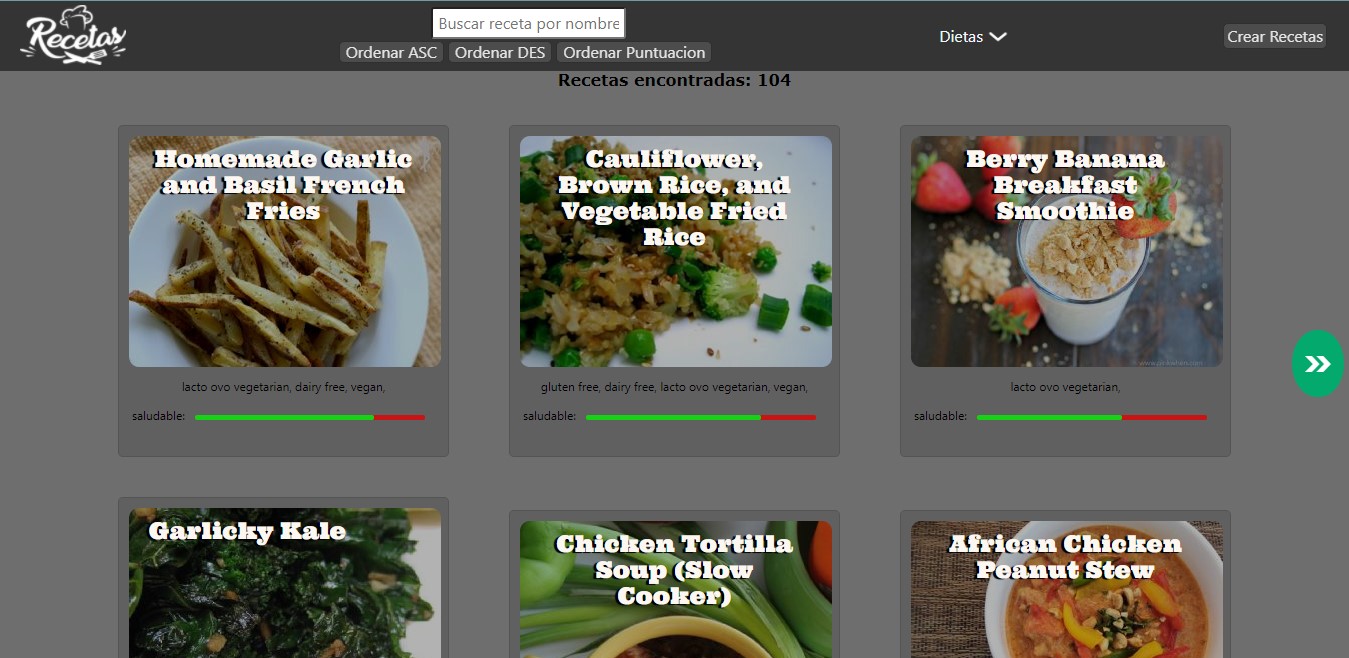 Recetas
Buscar receta por nombre
Ordenar ASC Ordenar DES Ordenar Puntuacion
Dietas
Crear Recetas
Recetas encontradas: 104
Homemade Garlic
and Basil French
Fries
lacto ovo vegetarian, dairy free, vegan,
saludable:
Cauliflower,
Brown Rice, and
Vegetable Fried
Rice
gluten free, dairy free, lacto ovo vegetarian, vegan,
saludable:
Berry Banana
Breakfast
Smoothie
lacto ovo vegetarian,
saludable:
Garlicky Kale
Chicken Tortilla
Soup (Slow
Cooker)
African Chicken
Peanut Stew